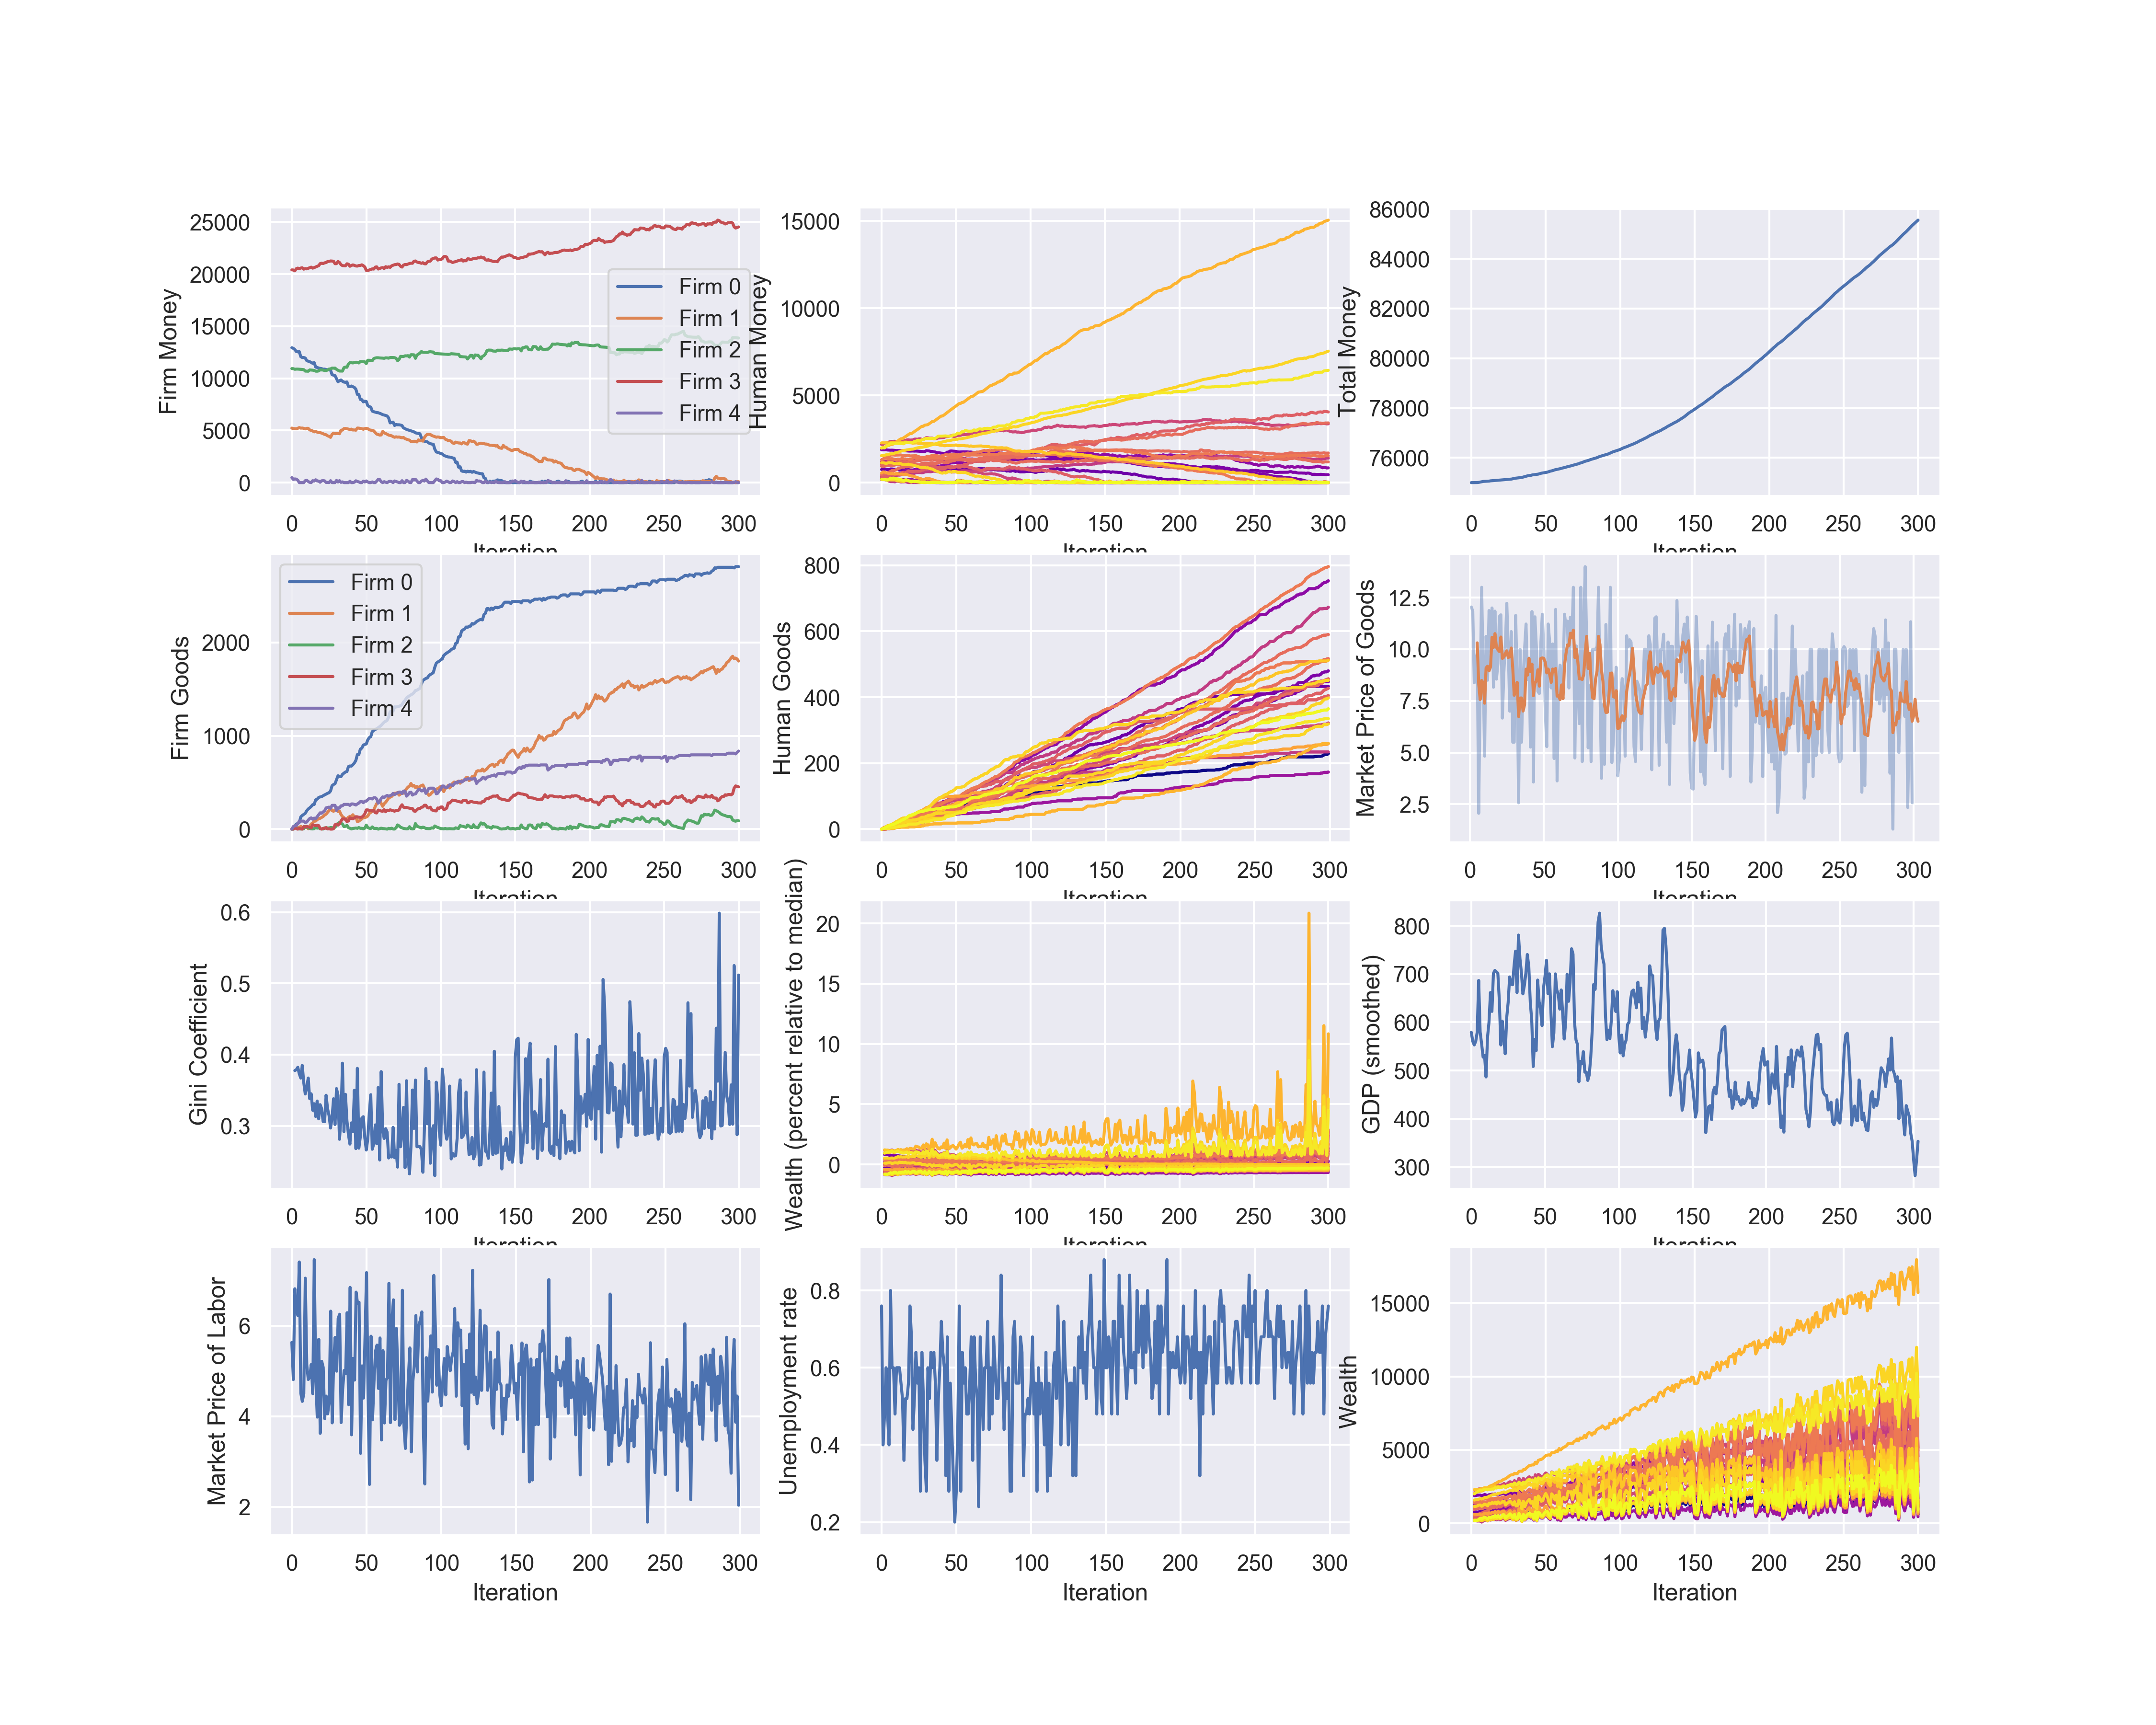 Firm Money
25000
20000
15000
10000
5000
0
Firm 0
Firm 1
Firm 2
Firm 3
Firm 4
0 50 100 150 200 250 300
Iteration
Human Money
15000
10000
5000
0
0 50 100 150 200 250 300
Iteration
Total Money
86000
84000
82000
80000
78000
76000
0 50 100 150 200 250 300
Iteration
Firm Goods
2000
1000
0
Firm 0
Firm 1
Firm 2
Firm 3
Firm 4
0 50 100 150 200 250 300
Iteration
Human Goods
800
600
400
200
0
0 50 100 150 200 250 300
Iteration
Market Price of Goods
12.5
10.0
7.5
5.0
2.5
0 50 100 150 200 250 300
Iteration
Gini Coefficient
0.6
0.5
0.4
0.3
0 50 100 150 200 250 300
Iteration
Wealth (percent relative to median)
20
15
10
5
0
0 50 100 150 200 250 300
Iteration
GDP (smoothed)
800
700
600
500
400
300
0 50 100 150 200 250 300
Iteration
Market Price of Labor
6
4
2
0 50 100 150 200 250 300
Iteration
Unemployment rate
0.8
0.6
0.4
0.2
0 50 100 150 200 250 300
Iteration
Wealth
15000
10000
5000
0
0 50 100 150 200 250 300
Iteration